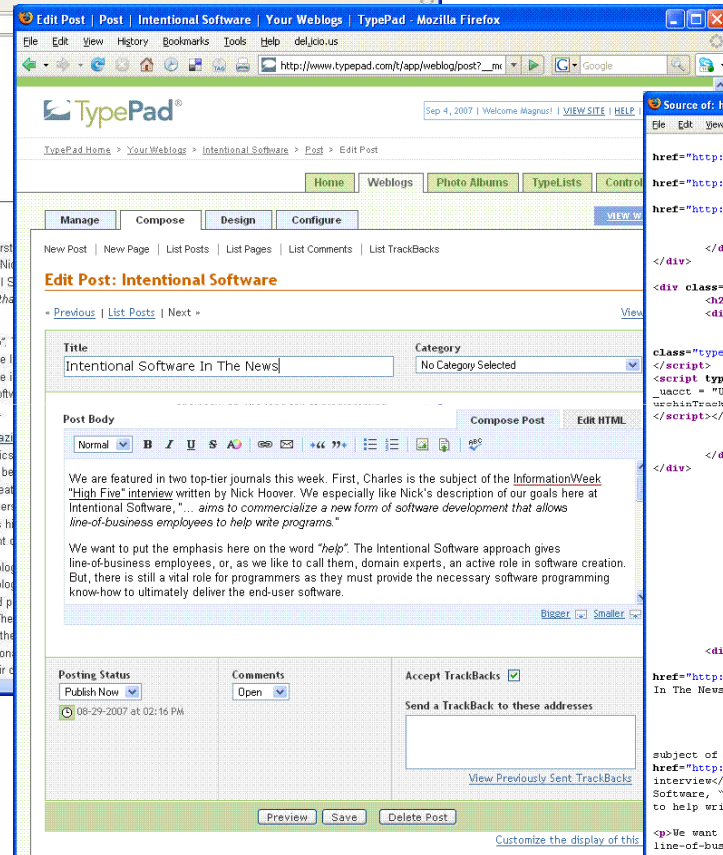 Edit Post | Post | Intentional Software | Your Weblogs | TypePad - Mozilla Firefox
File Edit View History Bookmarks Tools Help del.icio.us
http://www.typepad.com/t/app/weblog/post?__mo
G Google
TypePad®
Sep 4, 2007 | Welcome Magnus! | VIEW SITE | HELP |
TypePad Home > Your Weblogs > Intentional Software > Post > Edit Post
Home Weblogs Photo Albums TypeLists Control
Manage Compose Design Configure
VIEW W
New Post | New Page | List Posts | List Pages | List Comments | List TrackBacks
Edit Post: Intentional Software
« Previous | List Posts | Next »
View
Title
Intentional Software In The News
Category
No Category Selected
Post Body
Compose Post Edit HTML
Normal B I U S A ABC
We are featured in two top-tier journals this week. First, Charles is the subject of the InformationWeek
"High Five" interview written by Nick Hoover. We especially like Nick's description of our goals here at
Intentional Software, "... aims to commercialize a new form of software development that allows
line-of-business employees to help write programs."
We want to put the emphasis here on the word "help". The Intentional Software approach gives
line-of-business employees, or, as we like to call them, domain experts, an active role in software creation.
But, there is still a vital role for programmers as they must provide the necessary software programming
know-how to ultimately deliver the end-user software.
Bigger Smaller
Posting Status
Publish Now
08-29-2007 at 02:16 PM
Comments
Open
Accept TrackBacks
Send a TrackBack to these addresses
View Previously Sent TrackBacks
Preview Save Delete Post
Customize the display of this
Source of: h
File Edit View
href="http:
href="http:
href="http:
</d
</div>
<div class=
<h2
<di
class="type
</script>
<script typ
_uacct = "U
urchinTrack
</script></
</d
</div>
<di
href="http:
In The News
subject of
href="http:
interview</
Software, "
to help wri
<p>We want
line-of-bus